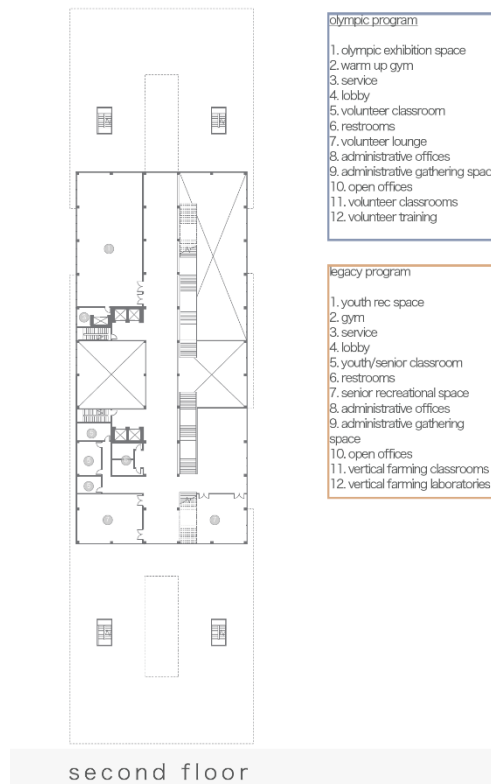 olympic program
1. olympic exhibition space
2. warm up gym
3. service
4. lobby
5. volunteer classroom
6. restrooms
7. volunteer lounge
8. administrative offices
9. administrative gathering spac
10. open offices
11. volunteer classrooms
12. volunteer training
legacy program
1. youth rec space
2. gym
3. service
4. lobby
5. youth/senior classroom
6. restrooms
7. senior recreational space
8. administrative offices
9. administrative gathering
space
10. open offices
11. vertical farming classrooms
12. vertical farming laboratories
second floor